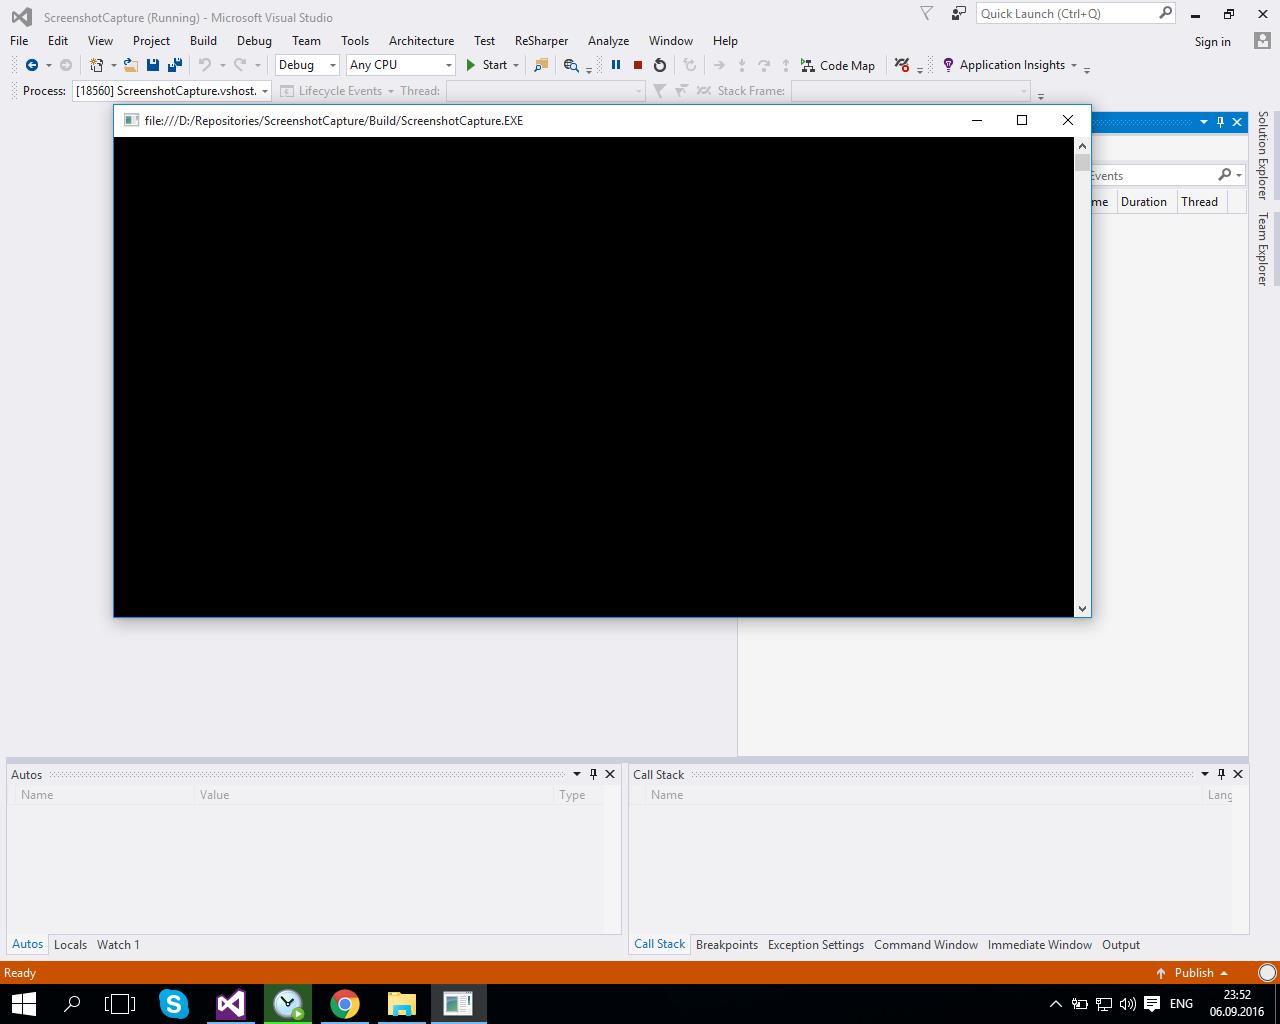 ScreenshotCapture (Running) - Microsoft Visual Studio
Quick Launch (Ctrl+Q)
File Edit View Project Build Debug Team Tools Architecture Test ReSharper Analyze Window Help Sign in
Debug Any CPU Start Code Map Application Insights
Process: [18560] ScreenshotCapture.vshost. Lifecycle Events Thread: Stack Frame:
file:///D:/Repositories/ScreenshotCapture/Build/ScreenshotCapture.EXE
Events
me Duration Thread
Solution Explorer
Team Explorer
Autos
Name Value Type
Call Stack
Name Lang
Autos Locals Watch 1
Call Stack Breakpoints Exception Settings Command Window Immediate Window Output
Ready Publish
ENG
23:52
06.09.2016